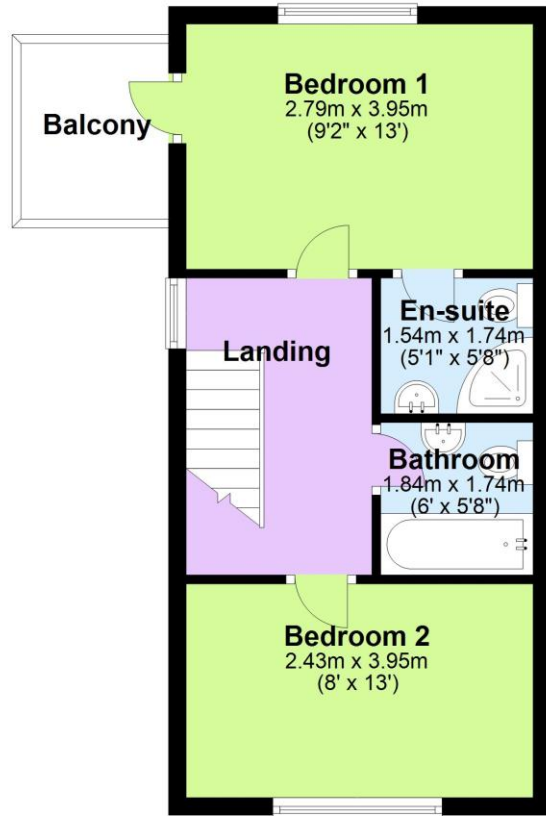 Bedroom 1
2.79m x 3.95m
(9'2" x 13')
Balcony
En-suite
1.54m x 1.74m
(5'1" x 5'8")
Landing
Bathroom
1.84m x 1.74m
(6' x 5'8")
Bedroom 2
2.43m x 3.95m
(8' x 13')